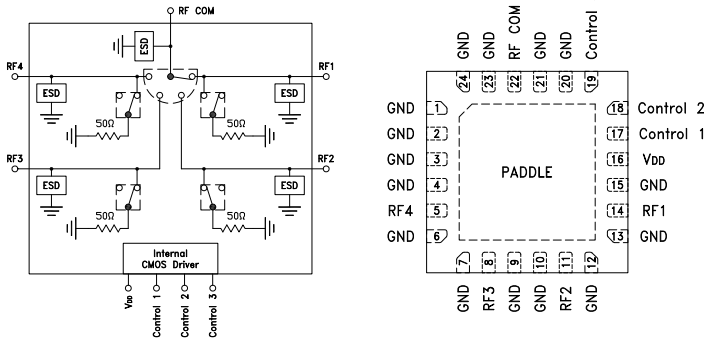 RF COM
ESD
RF4
RF1
ESD
ESD
50Ω
50Ω
RF3
RF2
ESD
ESD
50Ω
50Ω
Internal
CMOS Driver
VDD
Control 1
Control 2
Control 3
GND
GND
RF COM
GND
GND
Control
24
23
22
21
20
19
GND 1
GND 2
GND 3
GND 4
RF4 5
GND 6
PADDLE
18 Control 2
17 Control 1
16 VDD
15 GND
14 RF1
13 GND
7
8
9
10
11
12
GND
RF3
GND
GND
RF2
GND